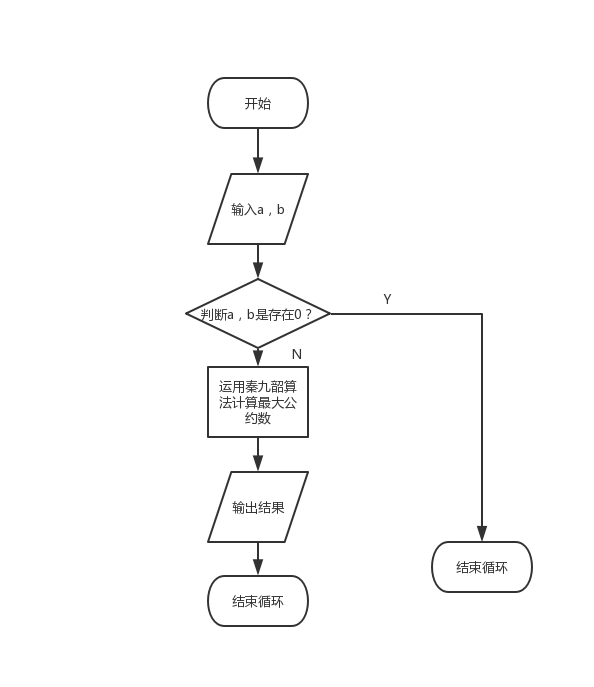 开始
输入a，b
判断a，b是存在0？
Y
N
运用秦九韶算
法计算最大公
约数
输出结果
结束循环
结束循环